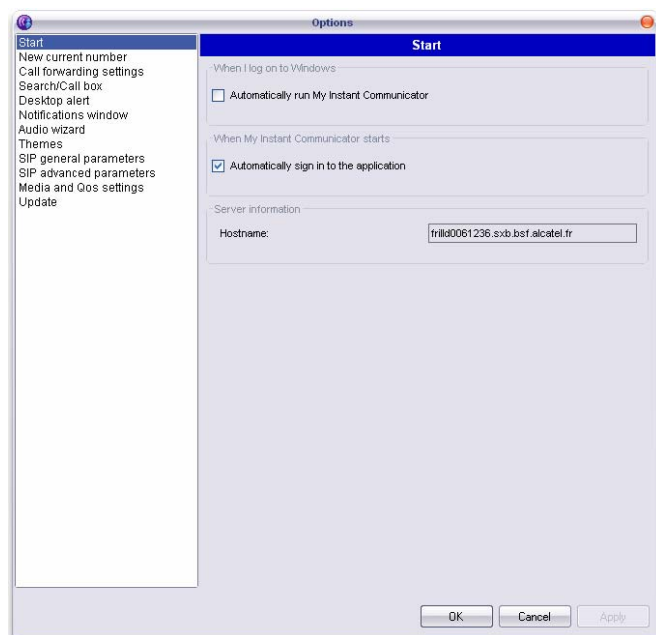 Options
Start
New current number
Call forwarding settings
Search/Call box
Desktop alert
Notifications window
Audio wizard
Themes
SIP general parameters
SIP advanced parameters
Media and Qos settings
Update
Start
When I log on to Windows
Automatically run My Instant Communicator
When My Instant Communicator starts
Automatically sign in to the application
Server information
Hostname: frilld0061236.sxb.bsf.alcatel.fr
OK Cancel Apply